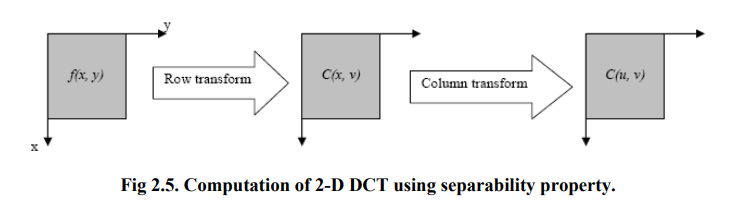 y
f(x, y)
Row transform
C(x, v)
Column transform
C(u, v)
x
Fig 2.5. Computation of 2-D DCT using separability property.